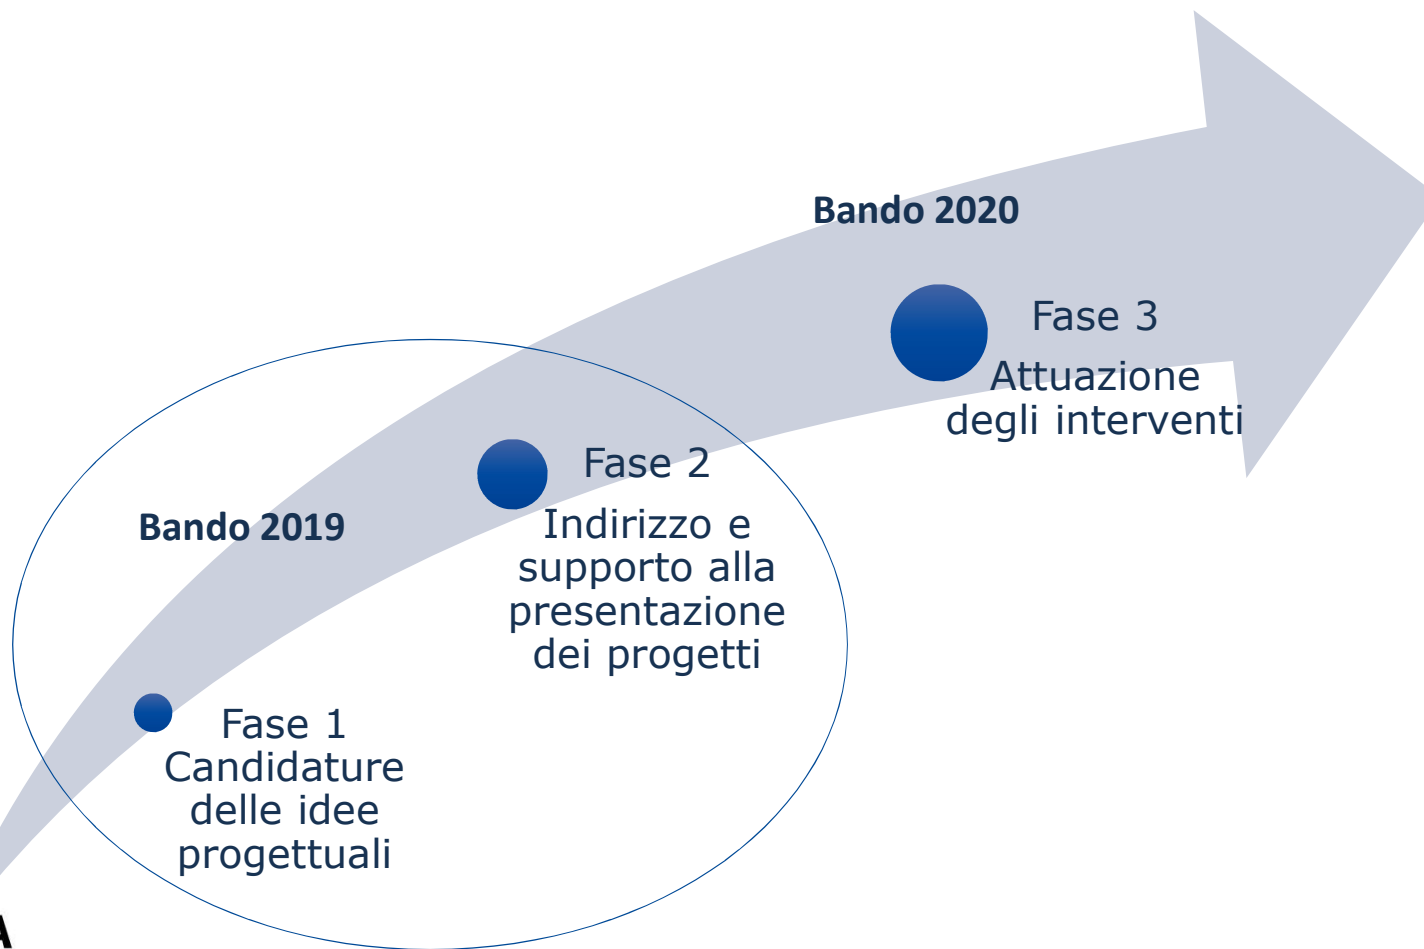 Bando 2020
Fase 3
Attuazione
degli interventi
Fase 2
Indirizzo e
supporto alla
presentazione
dei progetti
Bando 2019
Fase 1
Candidature
delle idee
progettuali
A